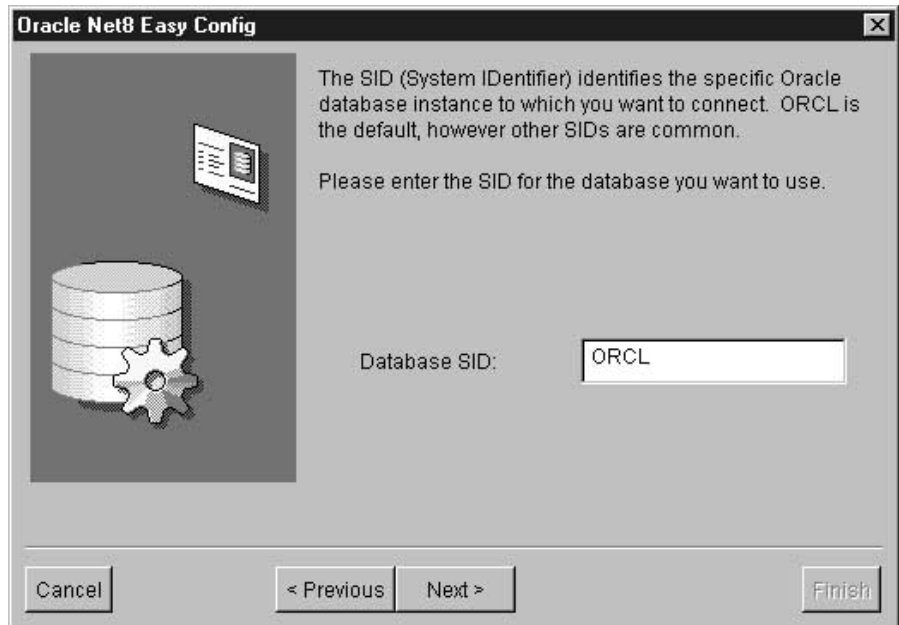 Oracle Net8 Easy Config
The SID (System IDentifier) identifies the specific Oracle
database instance to which you want to connect. ORCL is
the default, however other SIDs are common.
Please enter the SID for the database you want to use.
Database SID:
ORCL
Cancel
< Previous
Next >
Finish